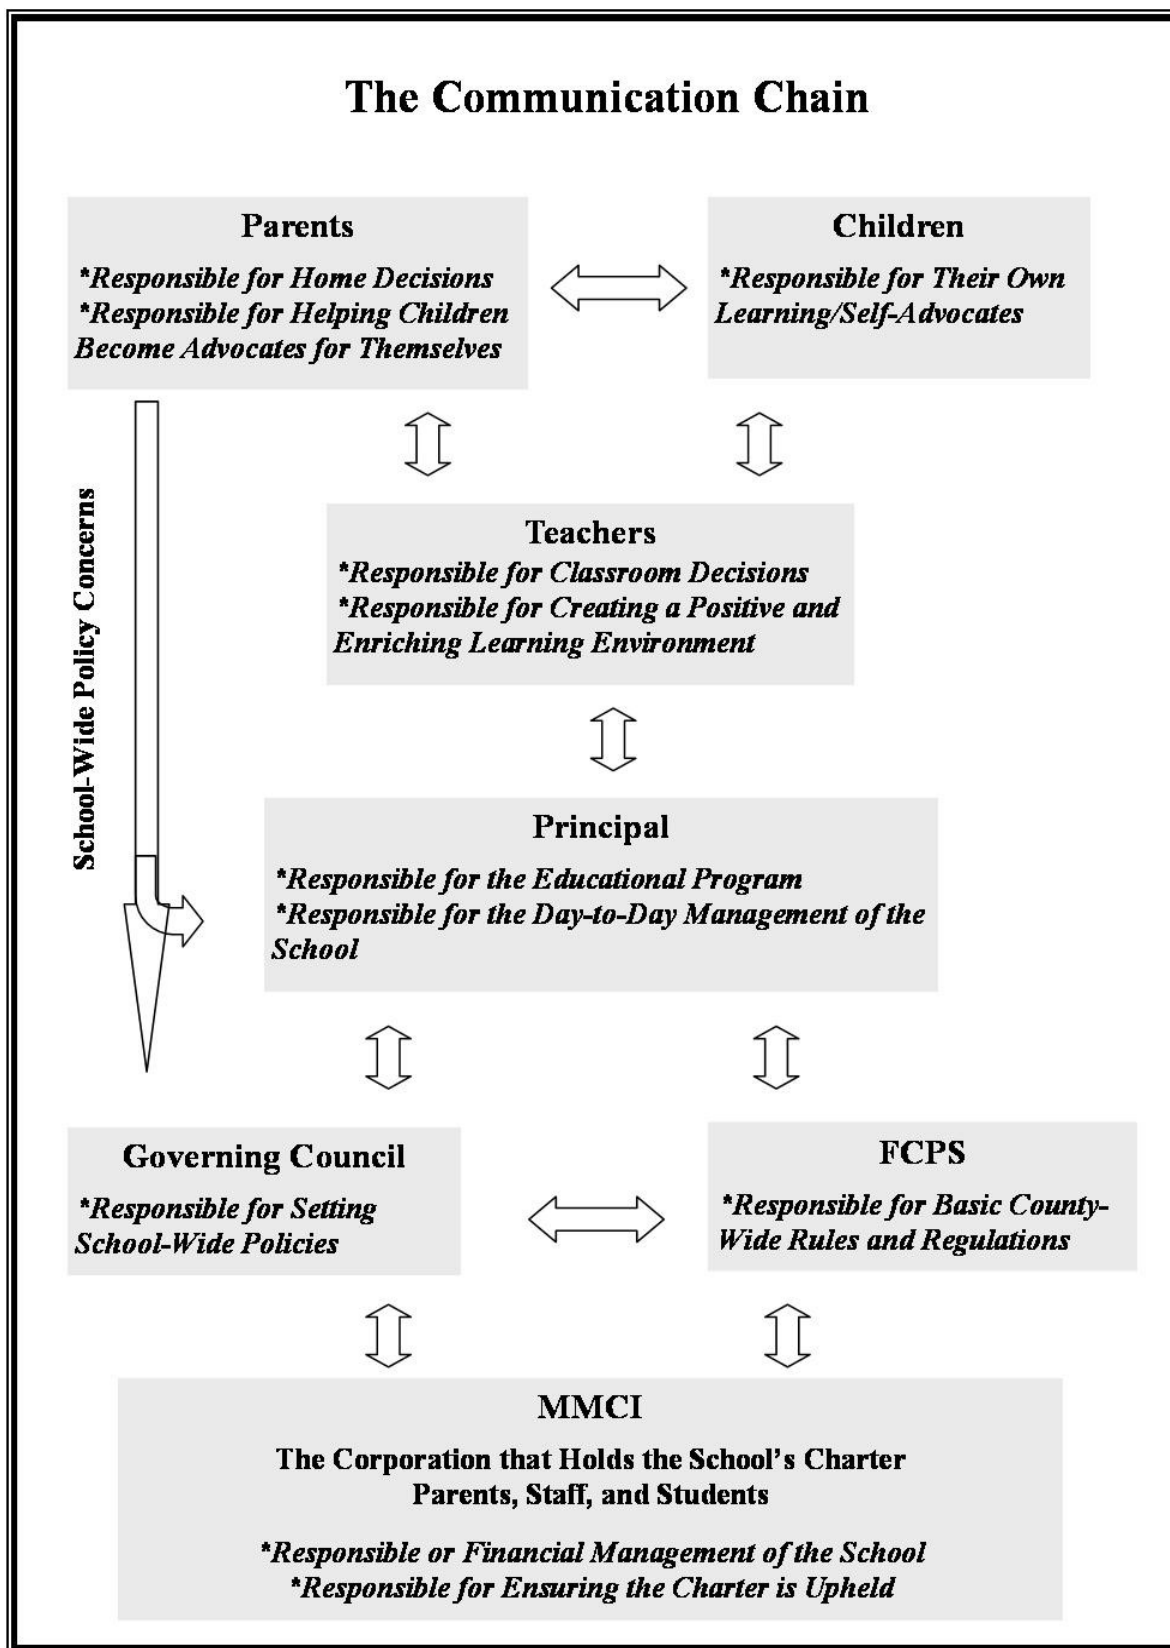 The Communication Chain
Parents
*Responsible for Home Decisions
*Responsible for Helping Children
Become Advocates for Themselves
Children
*Responsible for Their Own
Learning/Self-Advocates
School-Wide Policy Concerns
Teachers
*Responsible for Classroom Decisions
*Responsible for Creating a Positive and
Enriching Learning Environment
Principal
*Responsible for the Educational Program
*Responsible for the Day-to-Day Management of the
School
Governing Council
*Responsible for Setting
School-Wide Policies
FCPS
*Responsible for Basic County-
Wide Rules and Regulations
MMCI
The Corporation that Holds the School’s Charter
Parents, Staff, and Students
*Responsible or Financial Management of the School
*Responsible for Ensuring the Charter is Upheld